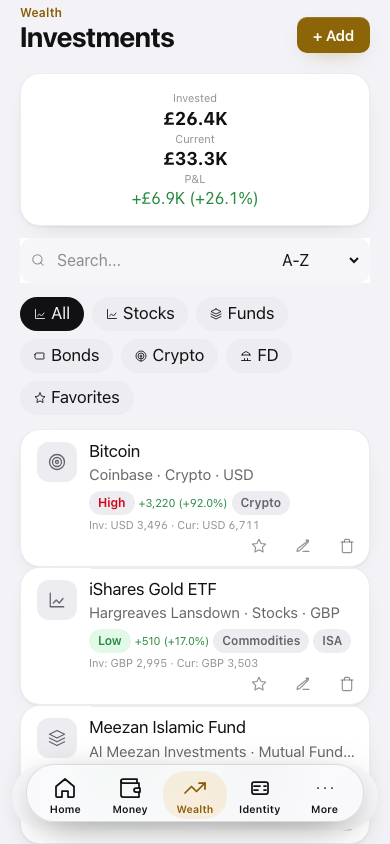 Wealth
Investments
+ Add
Invested
£26.4K
Current
£33.3K
P&L
+£6.9K (+26.1%)
Search...
A-Z
All
Stocks
Funds
Bonds
Crypto
FD
Favorites
Bitcoin
Coinbase · Crypto · USD
High +3,220 (+92.0%) Crypto
Inv: USD 3,496 · Cur: USD 6,711
iShares Gold ETF
Hargreaves Lansdown · Stocks · GBP
Low +510 (+17.0%) Commodities ISA
Inv: GBP 2,995 · Cur: GBP 3,503
Meezan Islamic Fund
Al Meezan Investments · Mutual Fund...
Home Money Wealth Identity More